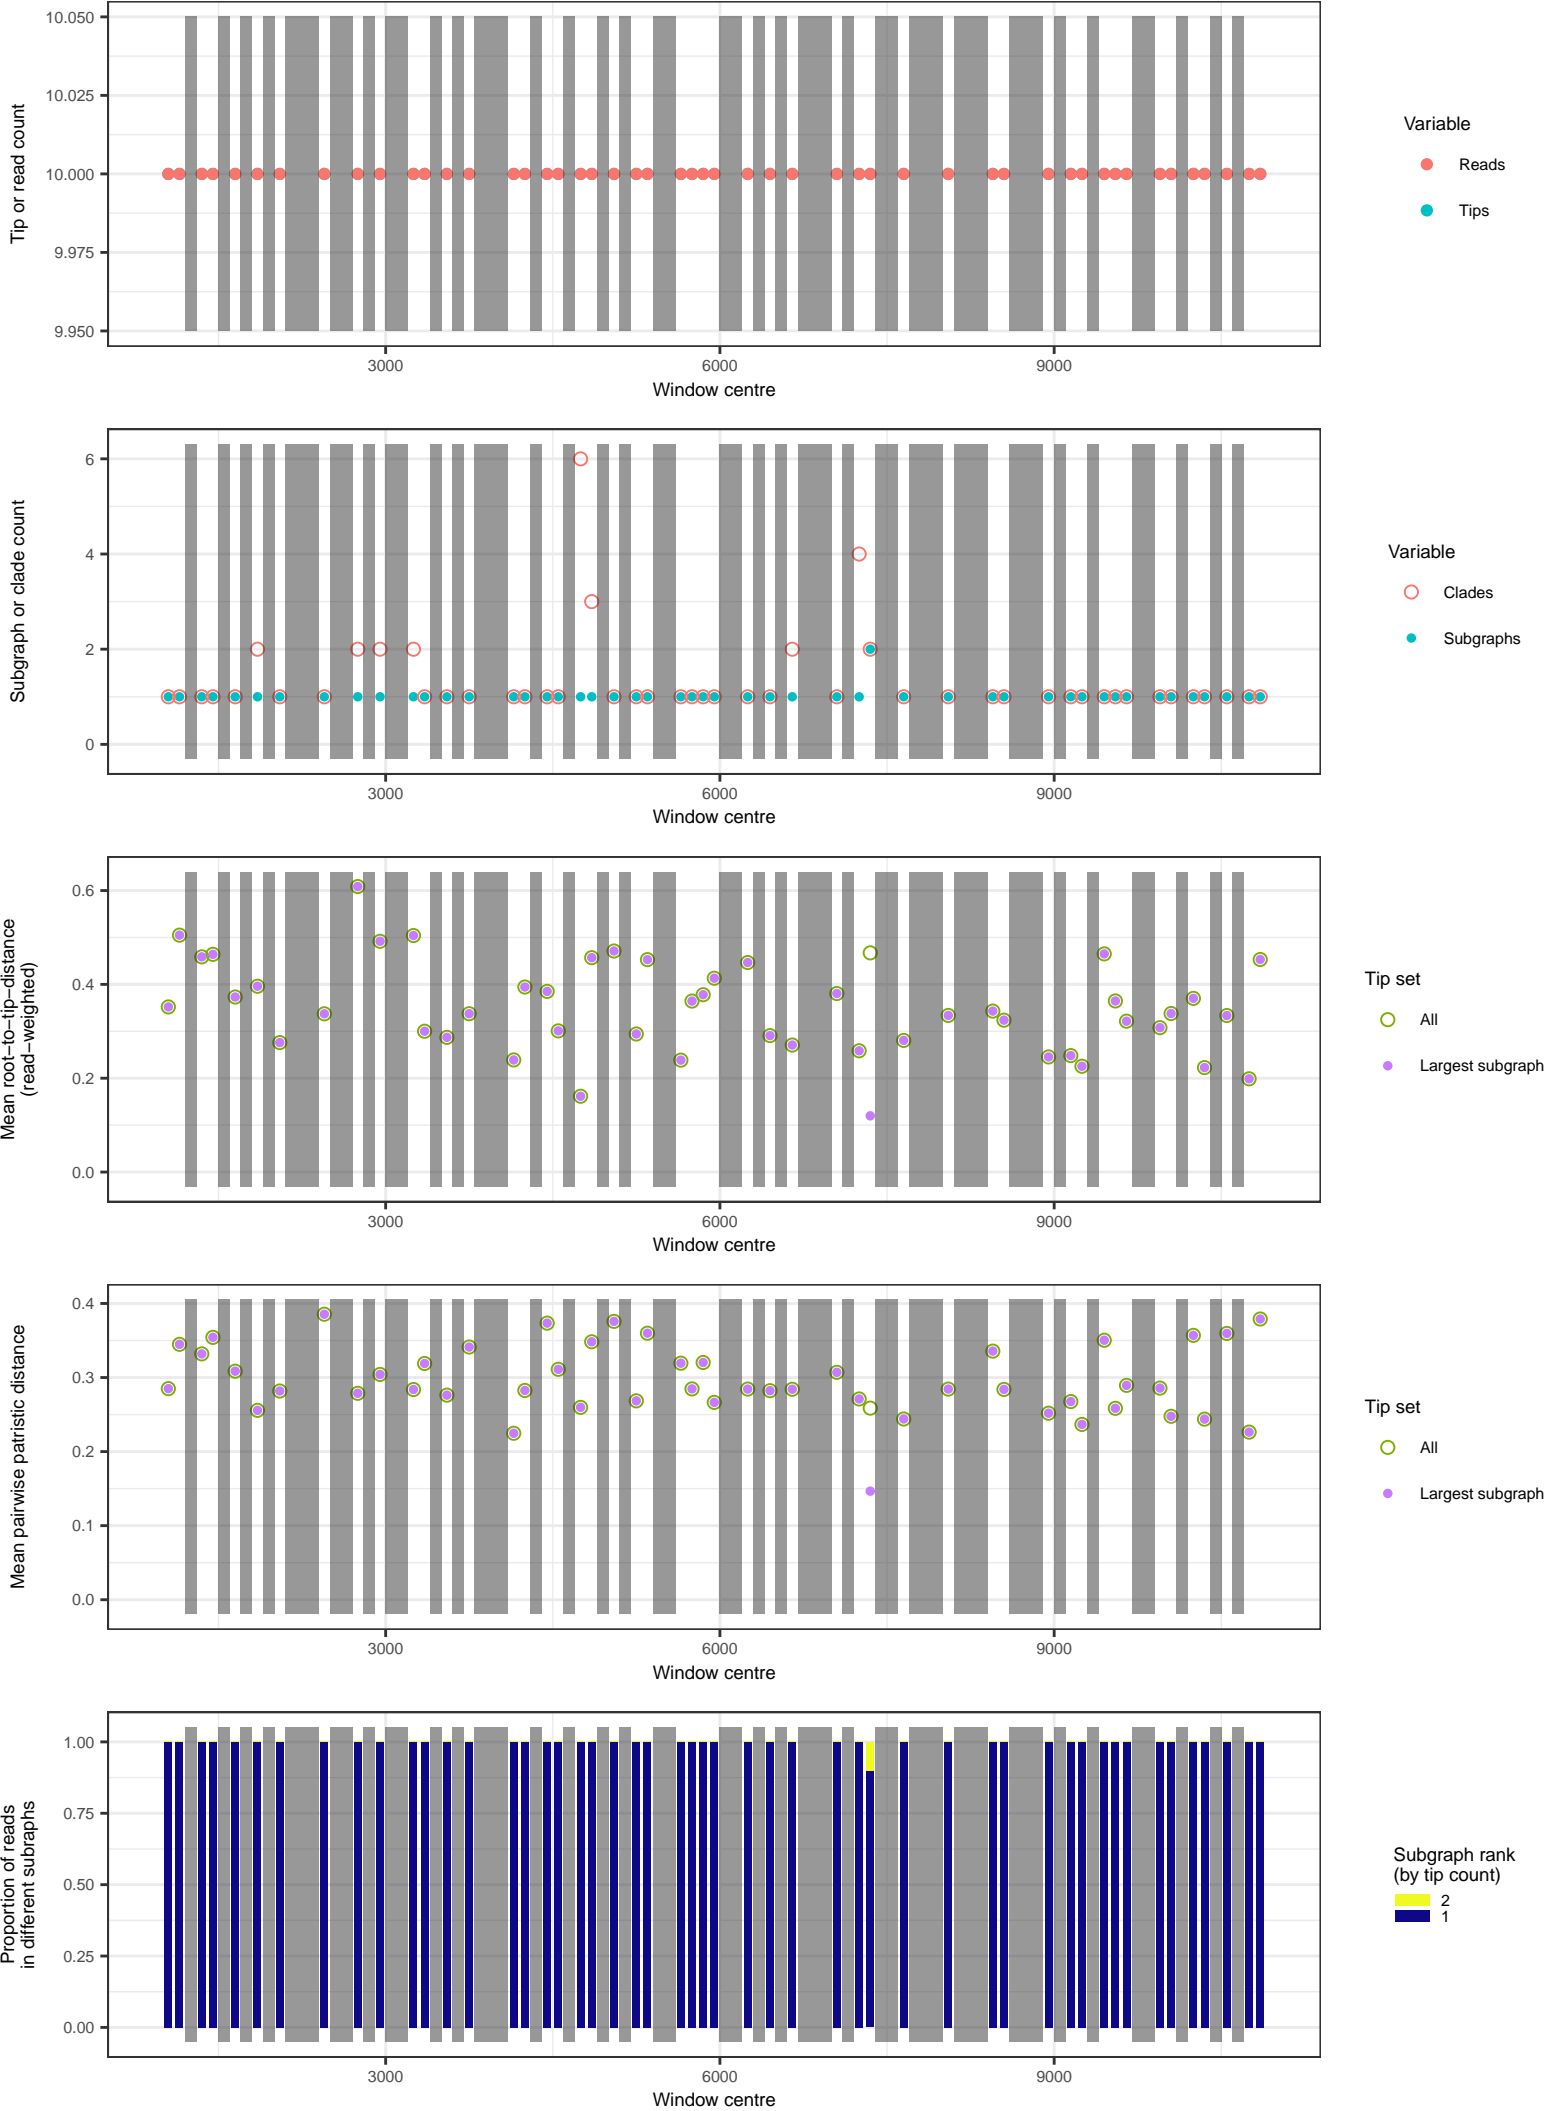 10.050
10.025
10.000
9.975
9.950
Tip or read count
3000
6000
9000
Window centre
Variable
Reads
Tips
6
4
2
0
Subgraph or clade count
3000
6000
9000
Window centre
Variable
Clades
Subgraphs
0.6
0.4
0.2
0.0
Mean root−to−tip−distance
(read−weighted)
3000
6000
9000
Window centre
Tip set
All
Largest subgraph
0.4
0.3
0.2
0.1
0.0
Mean pairwise patristic distance
3000
6000
9000
Window centre
Tip set
All
Largest subgraph
1.00
0.75
0.50
0.25
0.00
Proportion of reads
in different subraphs
3000
6000
9000
Window centre
Subgraph rank
(by tip count)
2
1